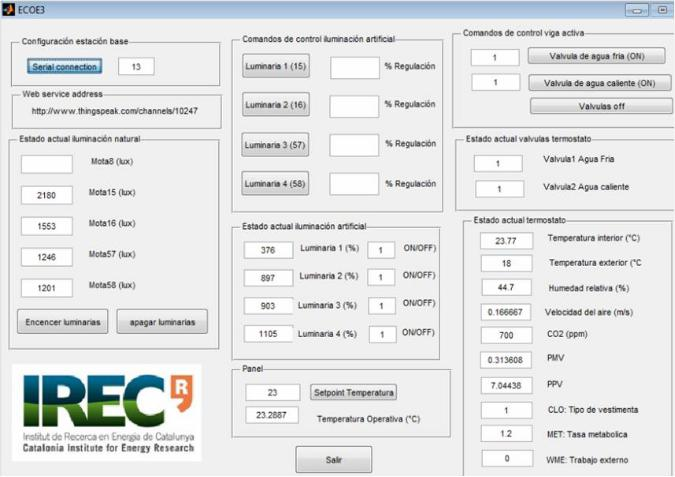 ECOE3
Configuración estación base
Serial connection 13
Web service address
http://www.thingspeak.com/channels/10247
Estado actual iluminación natural
Mota8 (lux)
2180 Mota15 (lux)
1553 Mota16 (lux)
1246 Mota57 (lux)
1201 Mota58 (lux)
Encencer luminarias apagar luminarias
IREC R
Institut de Recerca en Energia de Catalunya
Catalonia Institute for Energy Research
Comandos de control iluminación artificial
Luminaria 1 (15) % Regulación
Luminaria 2 (16) % Regulación
Luminaria 3 (57) % Regulación
Luminaria 4 (58) % Regulación
Estado actual iluminación artificial
376 Luminaria 1 (%) 1 ON/OFF)
897 Luminaria 2 (%) 1 ON/OFF)
903 Luminaria 3 (%) 1 ON/OFF)
1105 Luminaria 4 (%) 1 ON/OFF)
Panel
23 Setpoint Temperatura
23.2887 Temperatura Operativa (°C)
Salir
Comandos de control viga activa
1 Valvula de agua fria (ON)
1 Valvula de agua caliente (ON)
Valvulas off
Estado actual valvulas termostato
1 Valvula1 Agua Fria
1 Valvula2 Agua caliente
Estado actual termostato
23.77 Temperatura interior (°C)
18 Temperatura exterior (°C
44.7 Humedad relativa (%)
0.166667 Velocidad del aire (m/s)
700 CO2 (ppm)
0.313608 PMV
7.04438 PPV
1 CLO: Tipo de vestimenta
1.2 MET: Tasa metabolica
0 WME: Trabajo externo